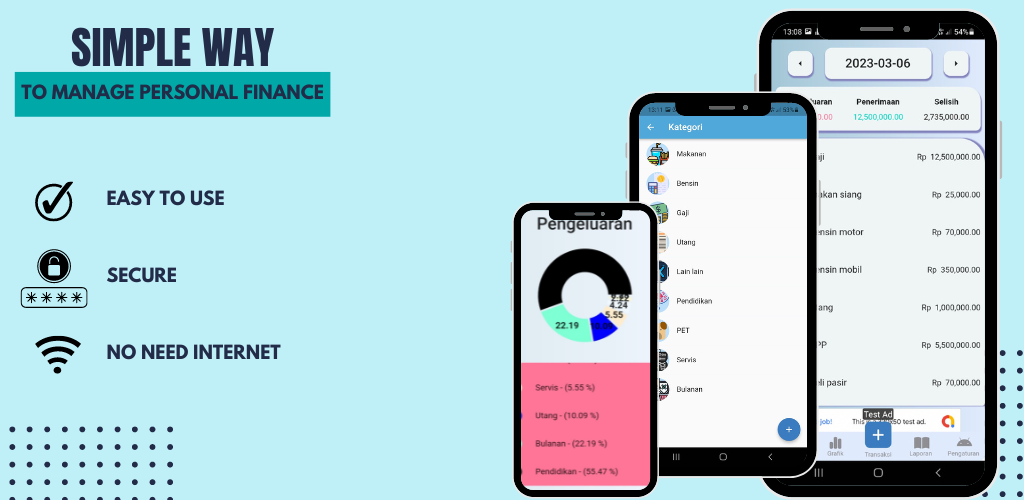 SIMPLE WAY
TO MANAGE PERSONAL FINANCE
EASY TO USE
****
SECURE
NO NEED INTERNET
Pengeluaran
4.24
5.55
22.19
Servis - (5.55 %)
Utang - (10.09 %)
Bulanan - (22.19 %)
Pendidikan - (55.47 %)
Kategori
Makanan
Bensin
Gaji
Utang
Lain lain
Pendidikan
PET
Servis
Bulanan
+
13:08 54%
2023-03-06
uaran Penerimaan Selisih
0.00 12,500,000.00 2,735,000.00
aji Rp 12,500,000.00
akan siang Rp 25,000.00
ensin motor Rp 70,000.00
ensin mobil Rp 350,000.00
ang Rp 1,000,000.00
PP Rp 5,500,000.00
eli pasir Rp 70,000.00
Test Ad
job! test ad.
+
Grafik Transaksi Laporan Pengaturan